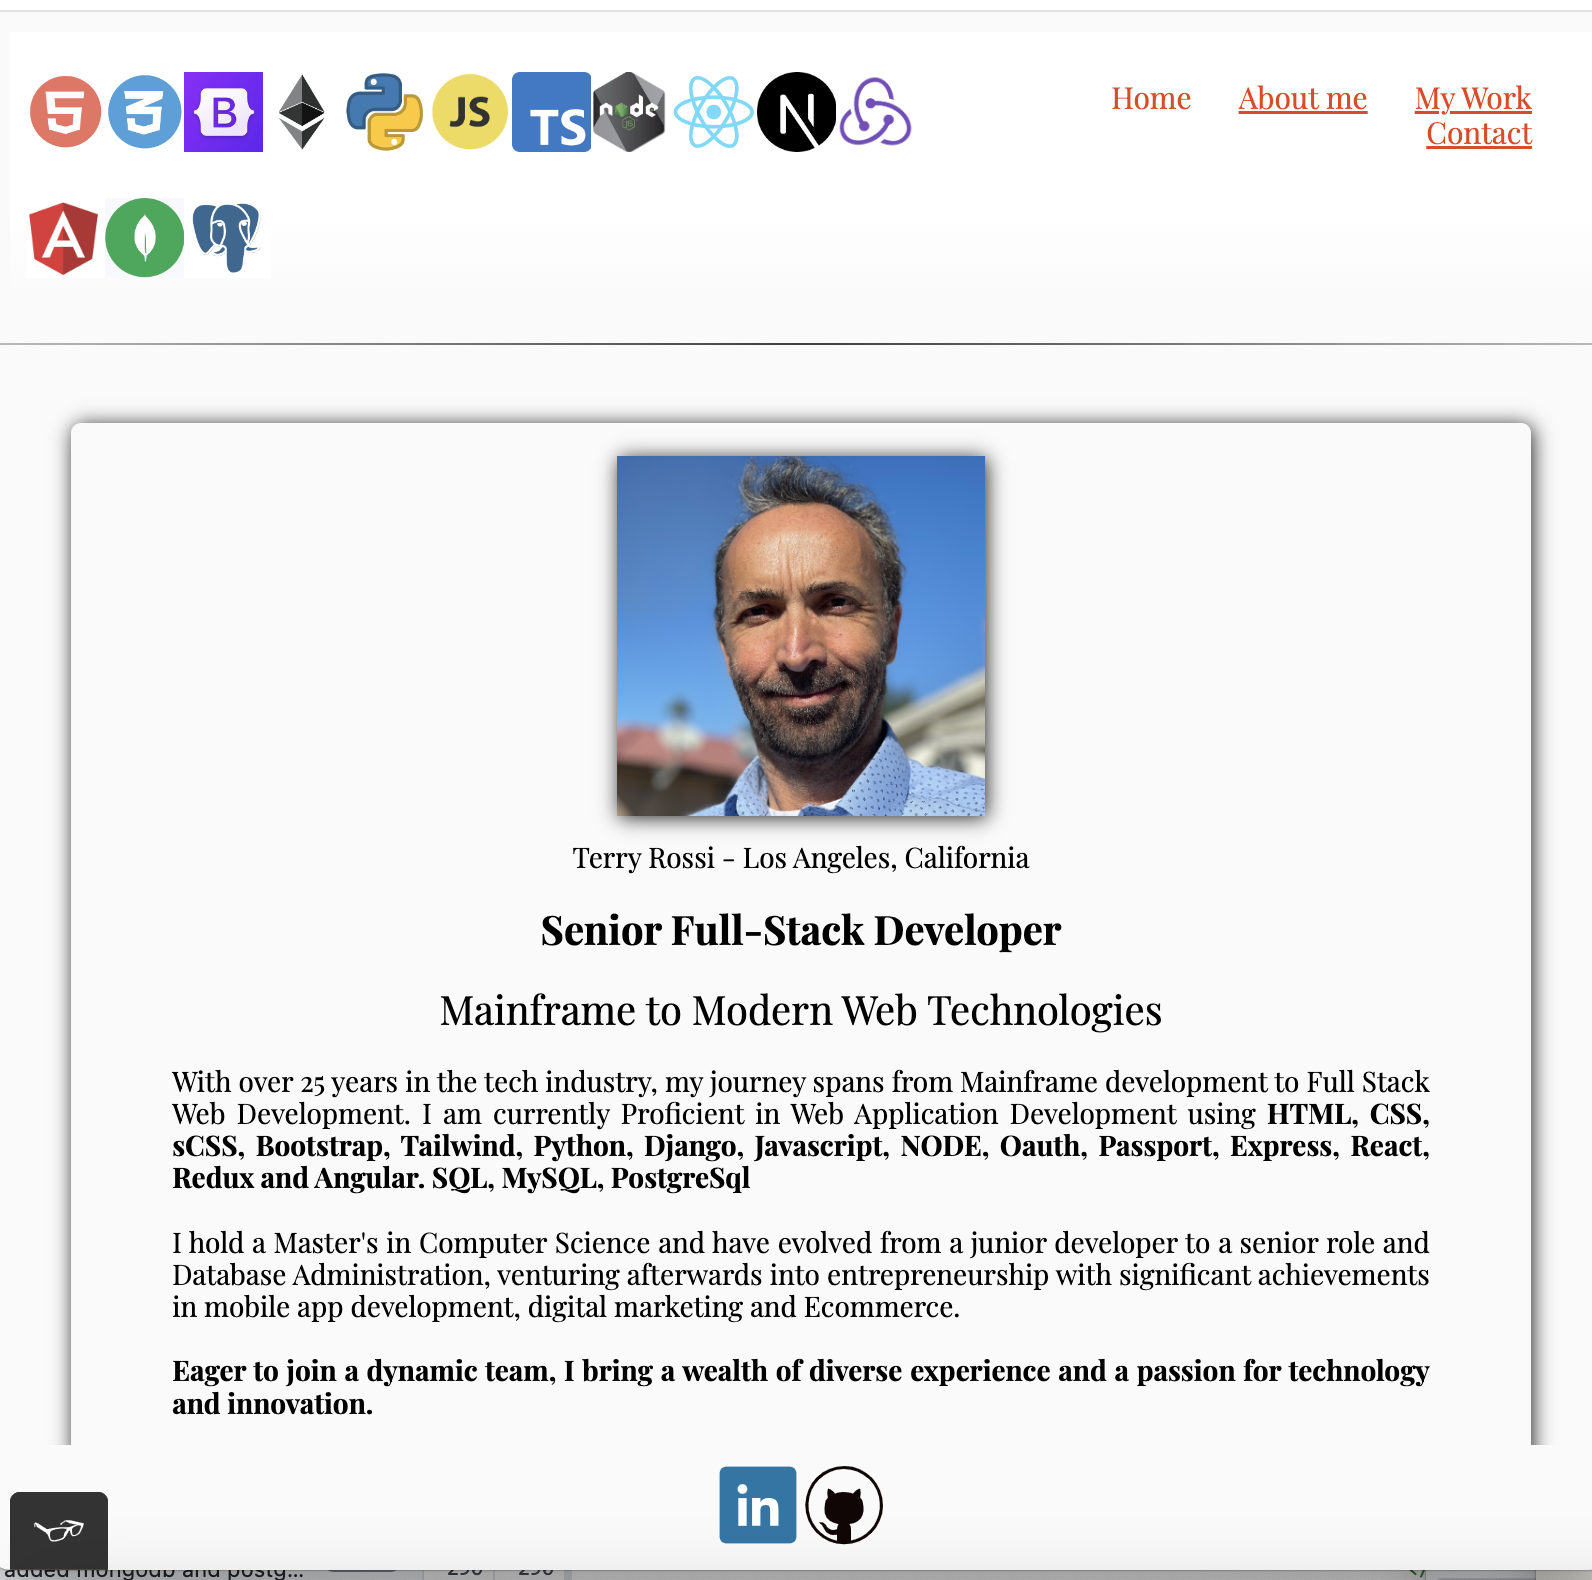 B
JS
TS
node
JS
N
Home About me My Work
Contact
A
Terry Rossi - Los Angeles, California
Senior Full-Stack Developer
Mainframe to Modern Web Technologies
With over 25 years in the tech industry, my journey spans from Mainframe development to Full Stack
Web Development. I am currently Proficient in Web Application Development using HTML, CSS,
sCSS, Bootstrap, Tailwind, Python, Django, Javascript, NODE, Oauth, Passport, Express, React,
Redux and Angular. SQL, MySQL, PostgreSql
I hold a Master's in Computer Science and have evolved from a junior developer to a senior role and
Database Administration, venturing afterwards into entrepreneurship with significant achievements
in mobile app development, digital marketing and Ecommerce.
Eager to join a dynamic team, I bring a wealth of diverse experience and a passion for technology
and innovation.
in
added mongodb and postg...